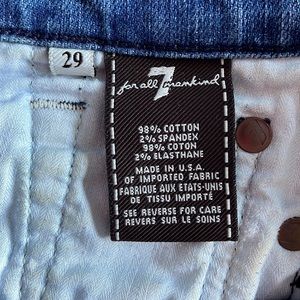 29
7
for all mankind
98% COTTON
2% SPANDEX
98% COTON
2% ELASTHANE
MADE IN U.S.A.
OF IMPORTED FABRIC
FABRIQUE AUX ETATS-UNIS
DE TISSU IMPORTÉ
SEE REVERSE FOR CARE
REVERS SUR LE SOINS